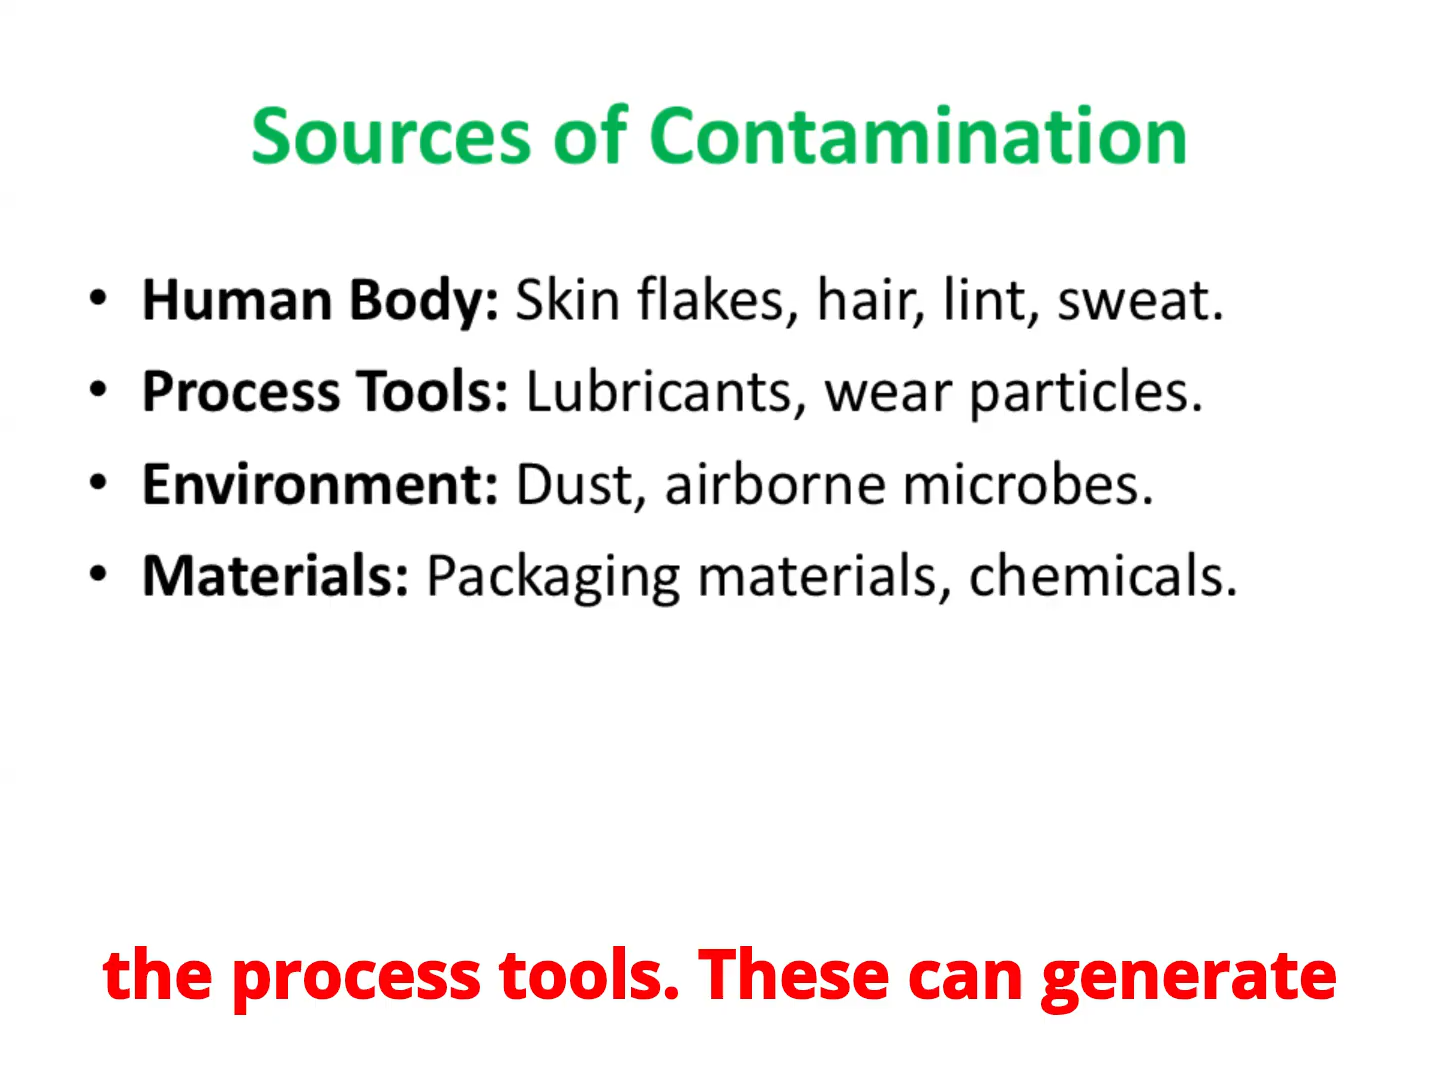 Sources of Contamination
• Human Body: Skin flakes, hair, lint, sweat.
• Process Tools: Lubricants, wear particles.
• Environment: Dust, airborne microbes.
• Materials: Packaging materials, chemicals.
the process tools. These can generate